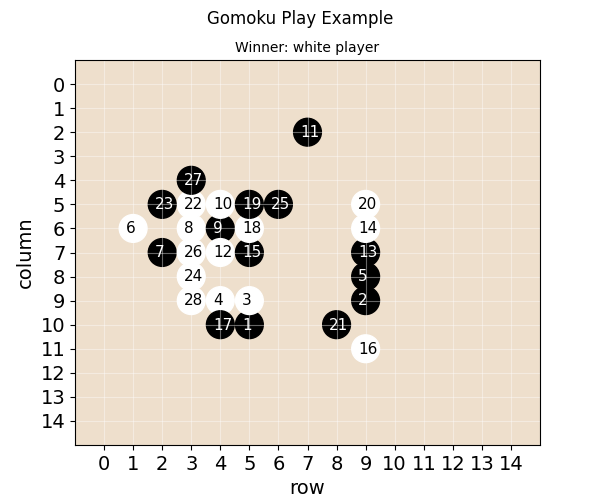 Gomoku Play Example
Winner: white player
0
1
2 11
3
4 27
5 23 22 10 19 25 20
6 6 8 9 18 14
column
7 7 26 12 15 13
8 24 5
9 28 4 3 2
10 17 1 21
11 16
12
13
14
0 1 2 3 4 5 6 7 8 9 10 11 12 13 14
row